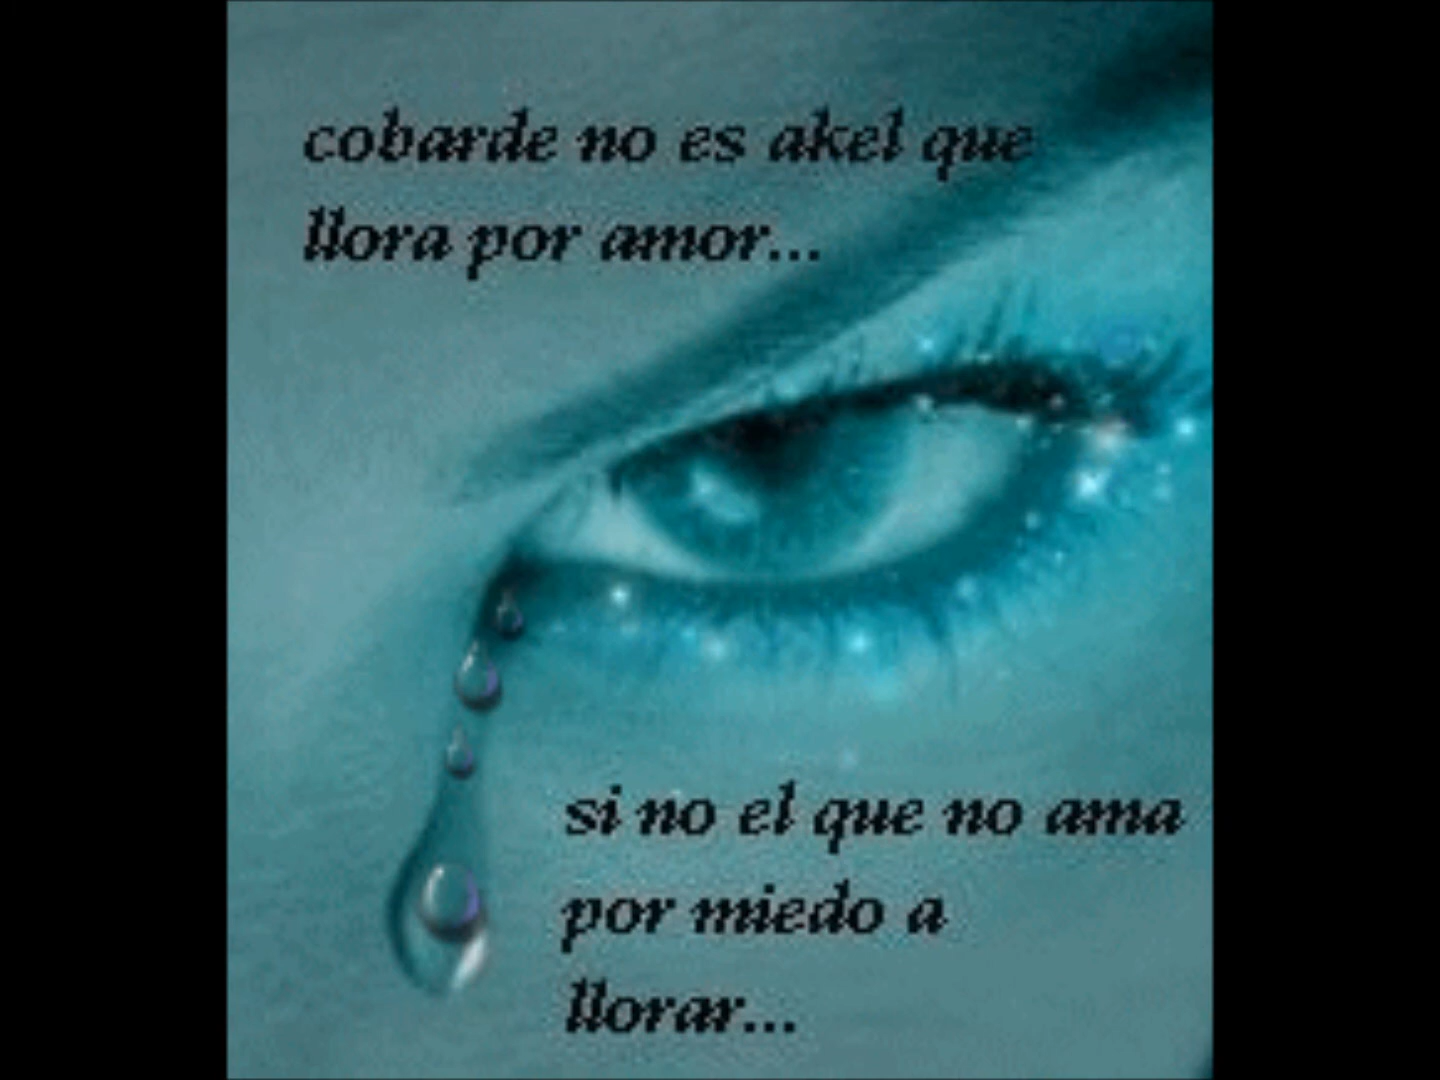 cobarde no es akel que
llora por amor...
si no el que no ama
por miedo a
llorar...